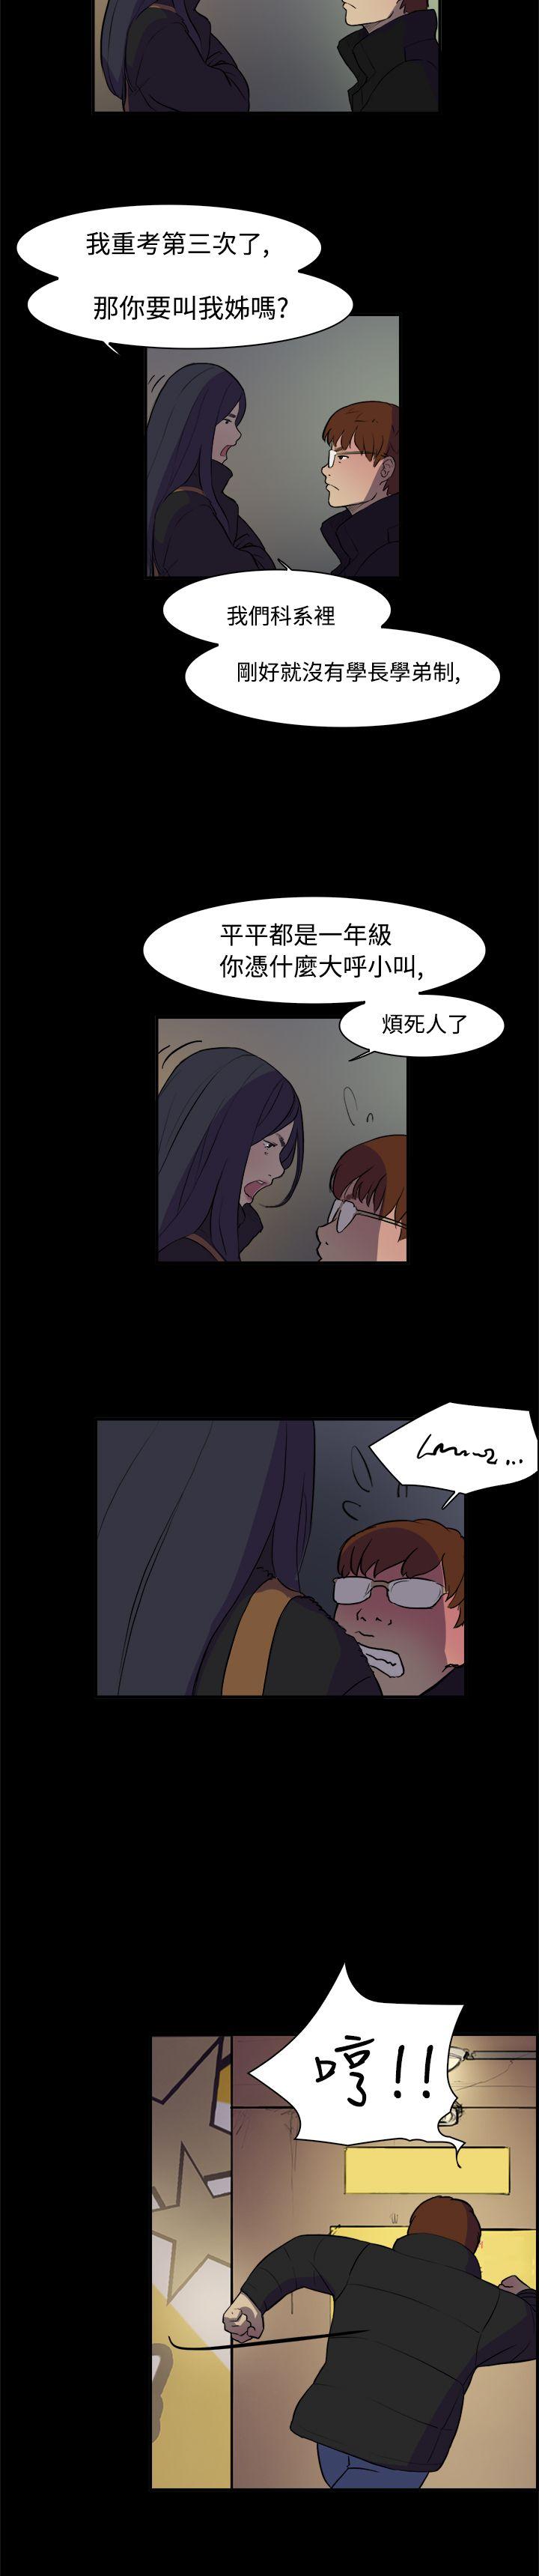 我重考第三次了,
那你要叫我姊嗎?
我們科系裡
剛好就沒有學長學弟制,
平平都是一年級
你憑什麼大呼小叫,
煩死人了
哼!!